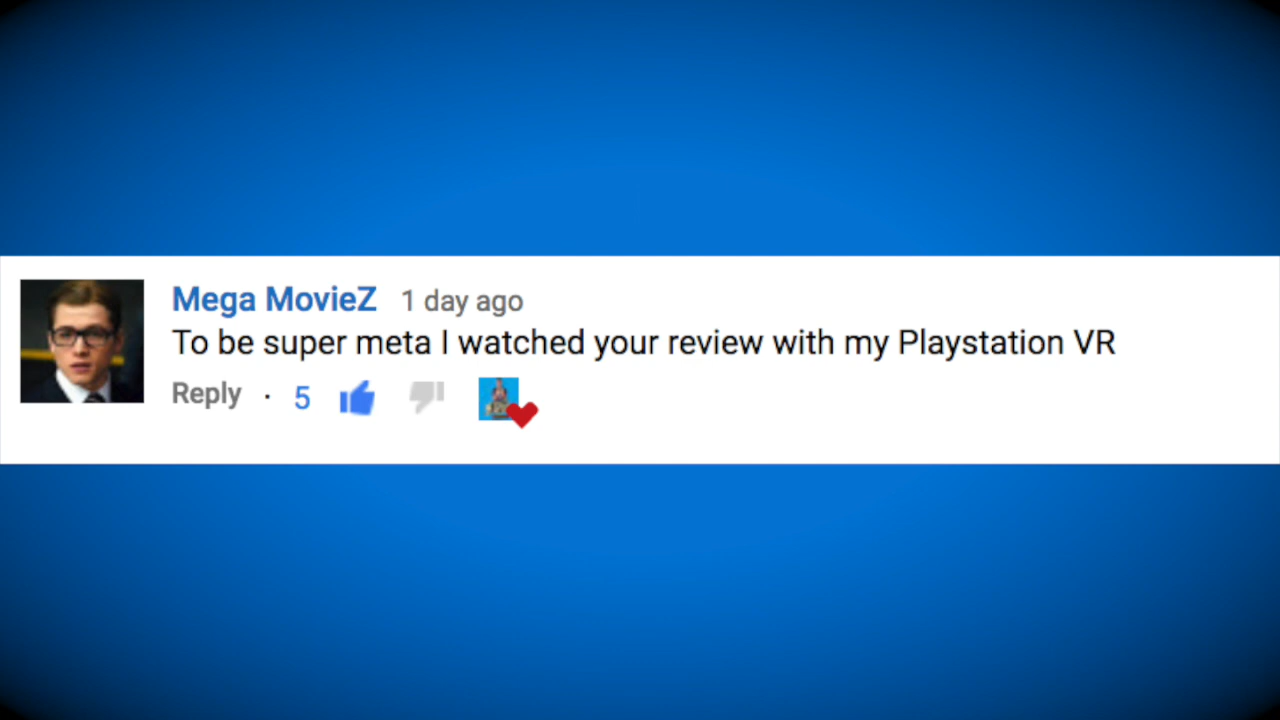 Mega MovieZ 1 day ago
To be super meta I watched your review with my Playstation VR
Reply · 5